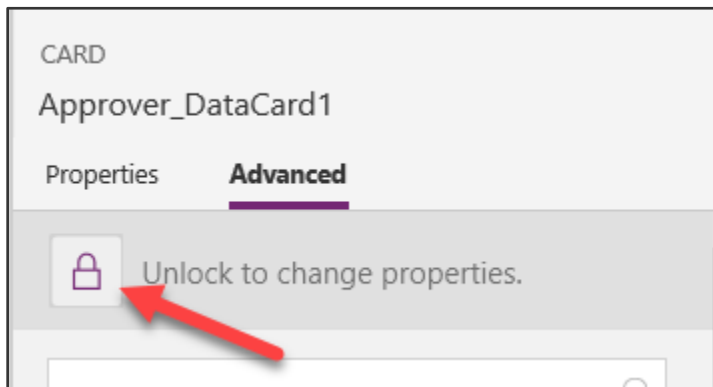 CARD
Approver_DataCard1
Properties Advanced
Unlock to change properties.